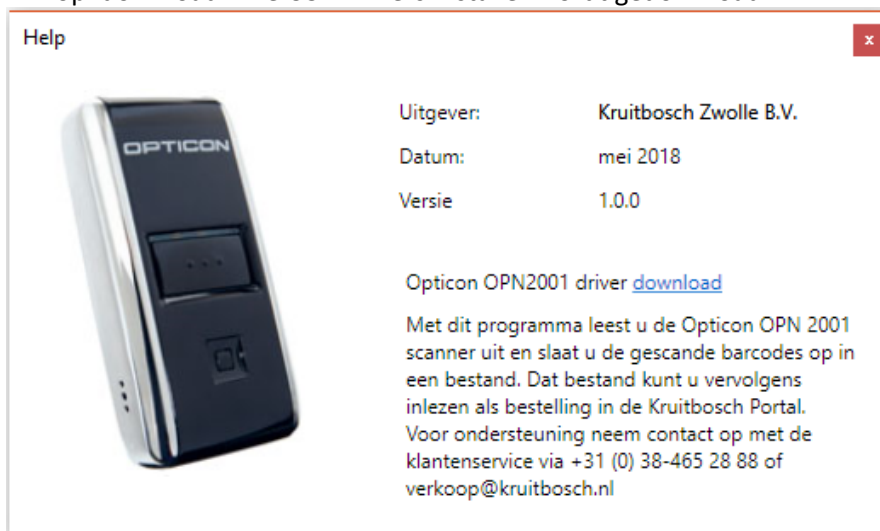 Help
x
OPTICON
Uitgever: Kruitbosch Zwolle B.V.
Datum: mei 2018
Versie 1.0.0
Opticon OPN2001 driver download
Met dit programma leest u de Opticon OPN 2001
scanner uit en slaat u de gescande barcodes op in
een bestand. Dat bestand kunt u vervolgens
inlezen als bestelling in de Kruitbosch Portal.
Voor ondersteuning neem contact op met de
klantenservice via +31 (0) 38-465 28 88 of
verkoop@kruitbosch.nl